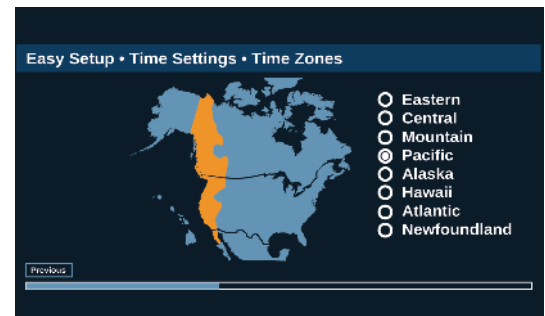 Easy Setup • Time Settings • Time Zones
Eastern
Central
Mountain
Pacific
Alaska
Hawaii
Atlantic
Newfoundland
Previous